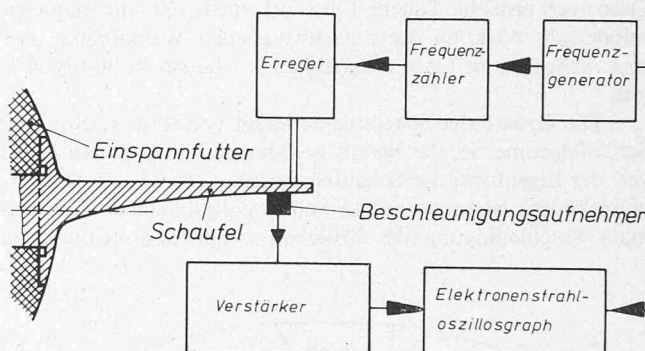 Erreger
Frequenz-
zähler
Frequenz-
generator
Einspannfutter
Schaufel
Beschleunigungsaufnehmer
Verstärker
Elektronenstrahl-
oszillosgraph